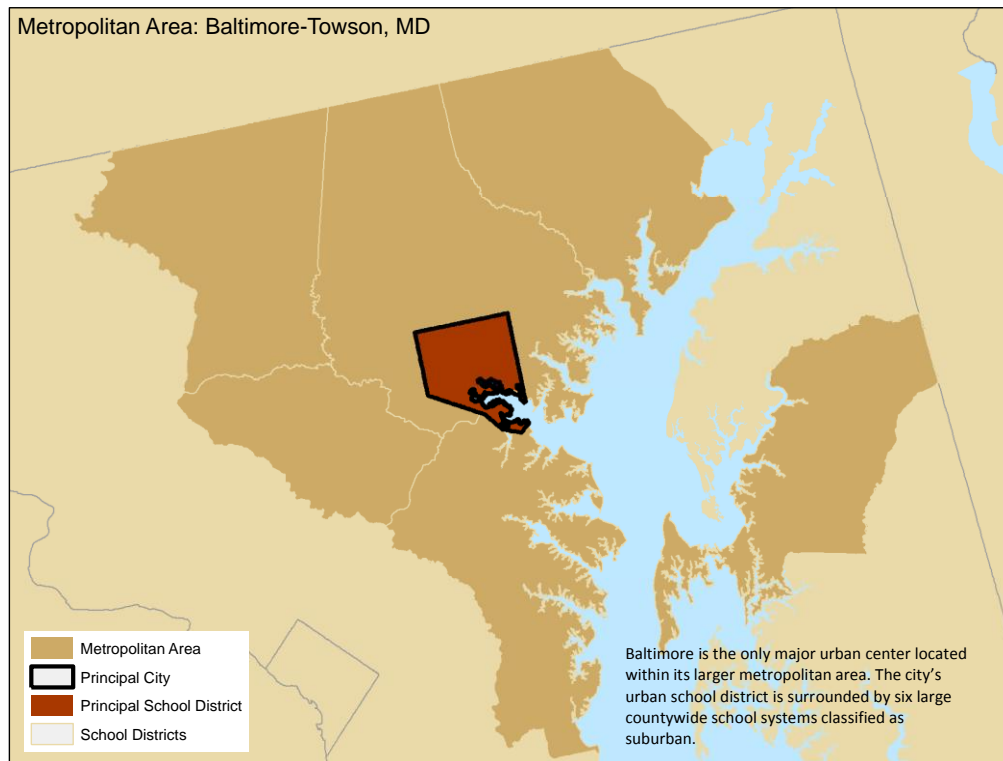 Metropolitan Area: Baltimore-Towson, MD
Metropolitan Area
Principal City
Principal School District
School Districts
Baltimore is the only major urban center located
within its larger metropolitan area. The city’s
urban school district is surrounded by six large
countywide school systems classified as
suburban.